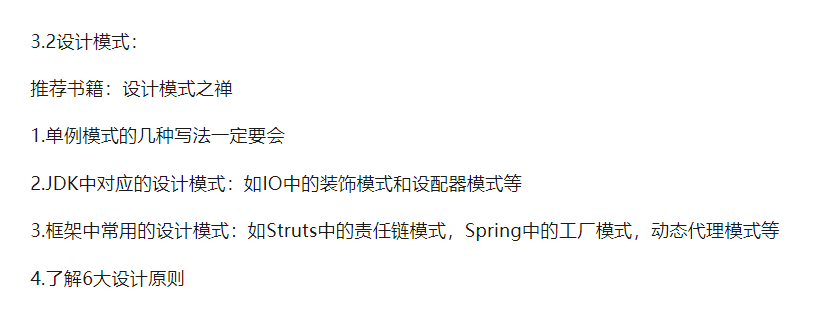 3.2设计模式：
推荐书籍：设计模式之禅
1.单例模式的几种写法一定要会
2.JDK中对应的设计模式：如IO中的装饰模式和设配器模式等
3.框架中常用的设计模式：如Struts中的责任链模式，Spring中的工厂模式，动态代理模式等
4.了解6大设计原则